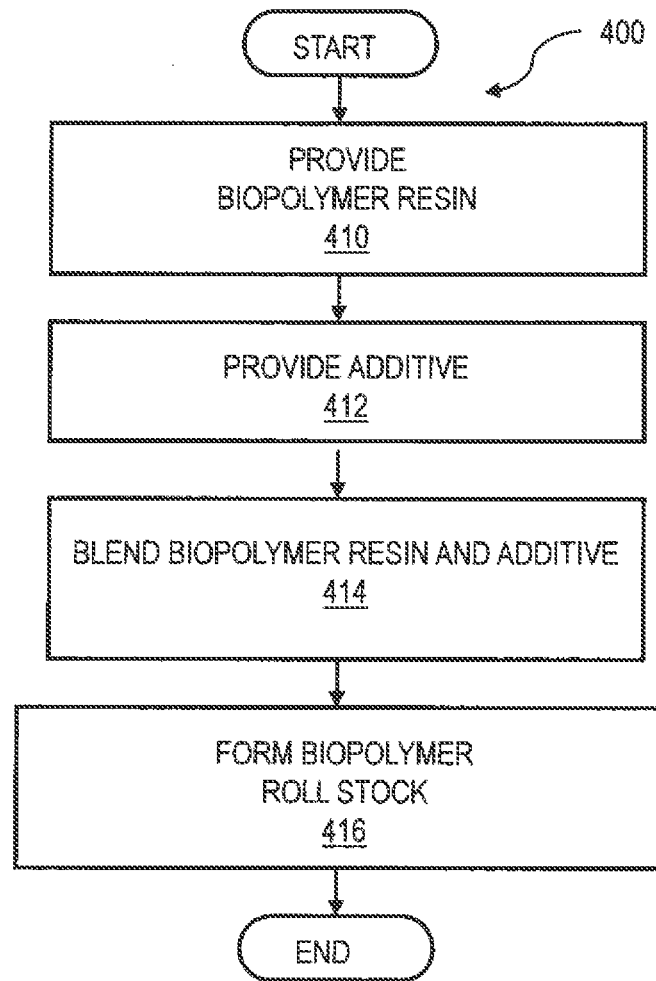 START
400
PROVIDE
BIOPOLYMER RESIN
410
PROVIDE ADDITIVE
412
BLEND BIOPOLYMER RESIN AND ADDITIVE
414
FORM BIOPOLYMER
ROLL STOCK
416
END